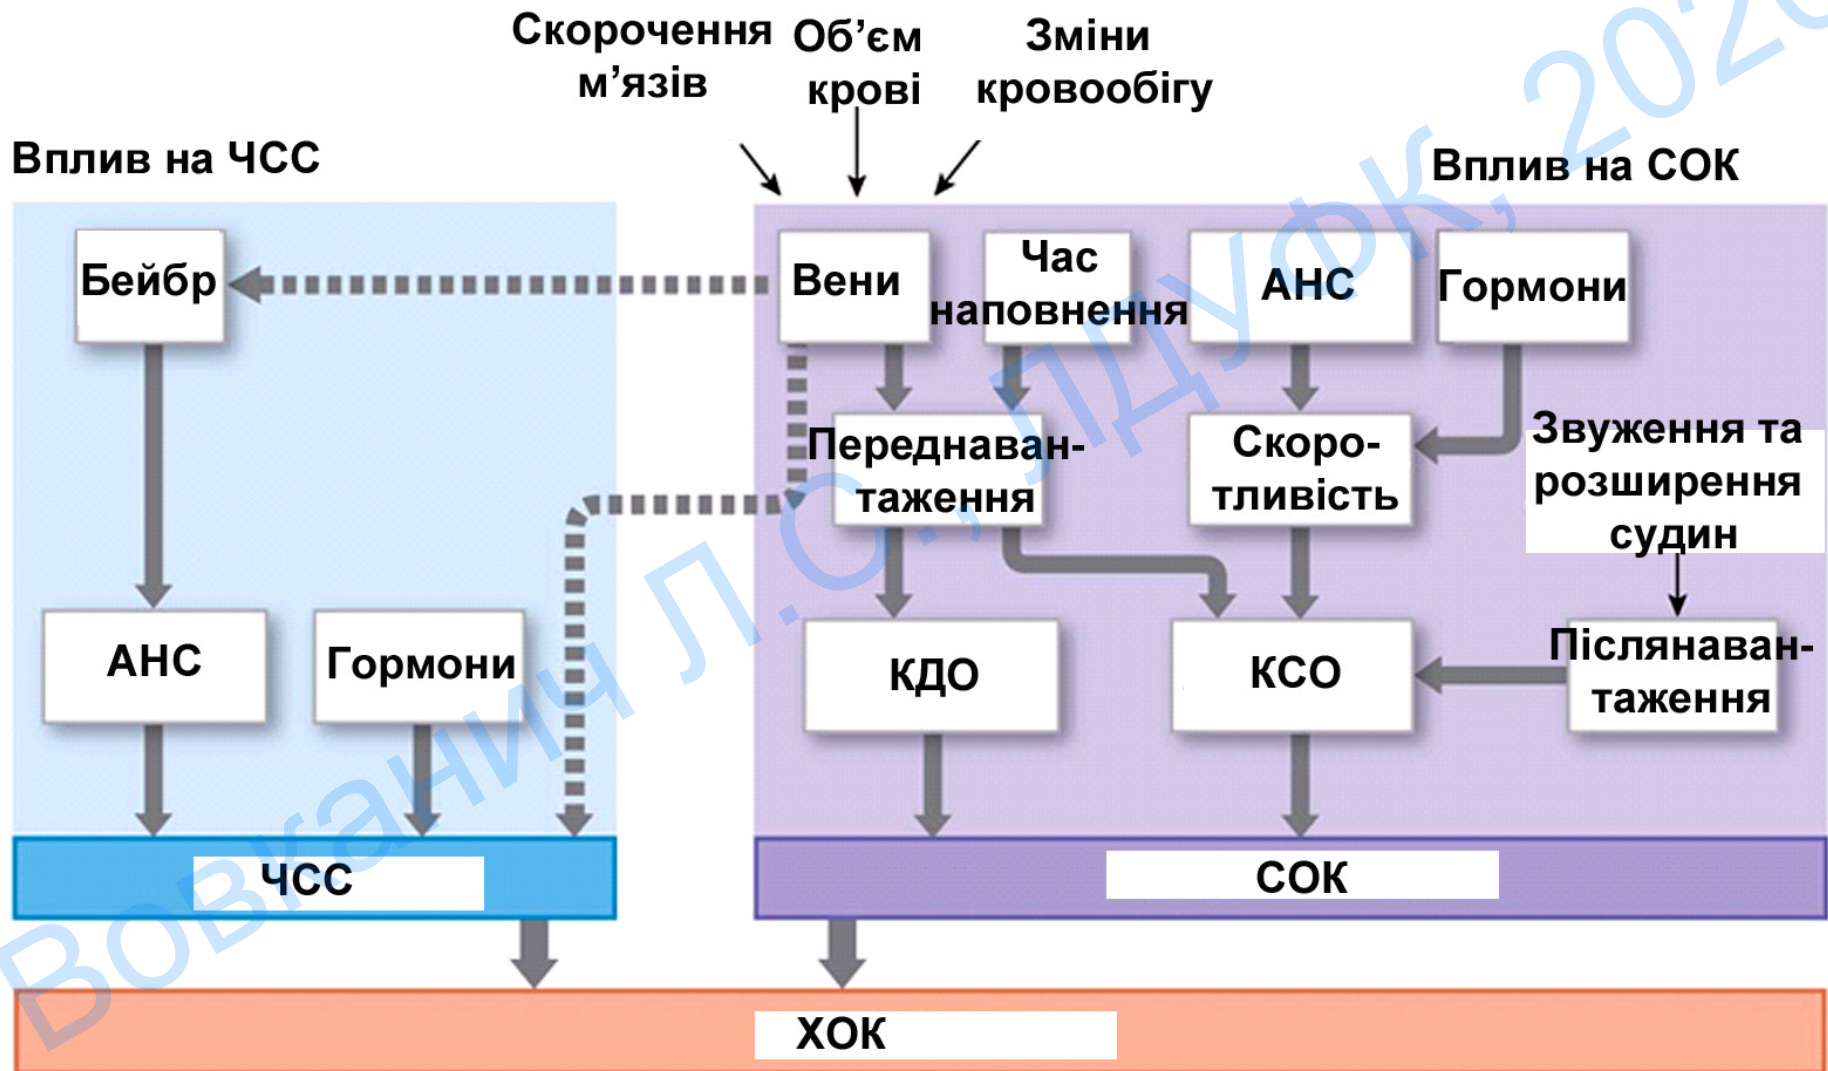 Скорочення
м’язів
Об’єм
крові
Зміни
кровообігу
Вплив на ЧСС
Вплив на СОК
Бейбр
Вени
Час
наповнення
АНС
Гормони
Переднаван-
таження
Скоро-
тливість
Звуження та
розширення
судин
АНС
Гормони
КДО
КСО
Післянаван-
таження
ЧСС
СОК
ХОК
Вовканич Л.С., ЛДУФК, 202